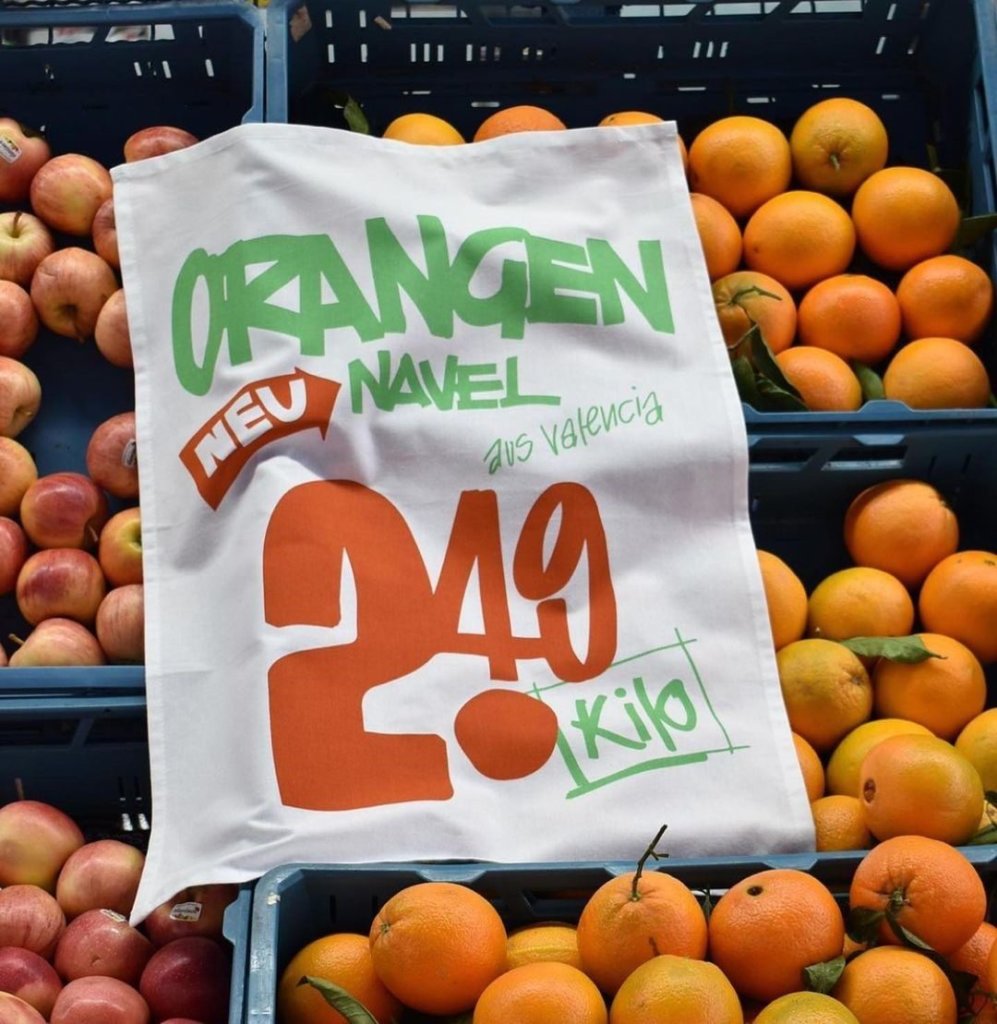 ORANGEN
NEU NAVEL
aus Valencia
2.49
Kilo